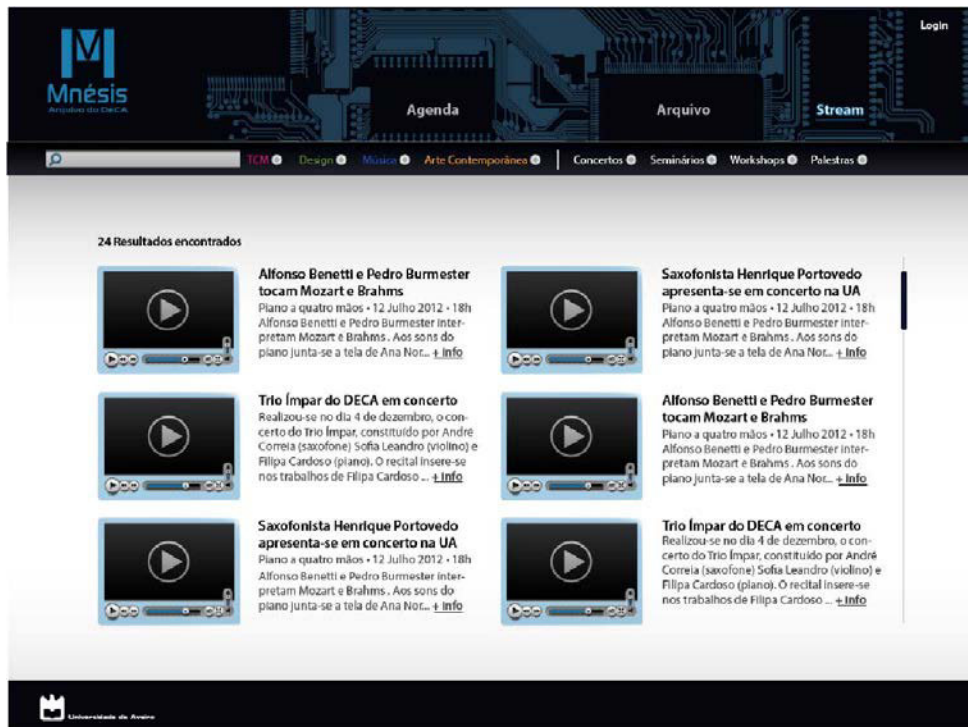 Login
Mnésis
Arquivo do DeCA
Agenda
Arquivo
Stream
TCM
Design
Música
Arte Contemporânea
Concertos
Seminários
Workshops
Palestras
24 Resultados encontrados
Alfonso Benetti e Pedro Burmester
tocam Mozart e Brahms
Piano a quatro mãos • 12 Julho 2012 • 18h
Alfonso Benetti e Pedro Burmester inter-
pretam Mozart e Brahms . Aos sons do
piano junta-se a tela de Ana Nor... + Info
Saxofonista Henrique Portovedo
apresenta-se em concerto na UA
Piano a quatro mãos • 12 Julho 2012 • 18h
Alfonso Benetti e Pedro Burmester inter-
pretam Mozart e Brahms . Aos sons do
piano junta-se a tela de Ana Nor... + Info
Trio Ímpar do DECA em concerto
Realizou-se no dia 4 de dezembro, o con-
certo do Trio Ímpar, constituído por André
Correia (saxofone) Sofia Leandro (violino) e
Filipa Cardoso (piano). O recital insere-se
nos trabalhos de Filipa Cardoso ... + Info
Alfonso Benetti e Pedro Burmester
tocam Mozart e Brahms
Piano a quatro mãos • 12 Julho 2012 • 18h
Alfonso Benetti e Pedro Burmester inter-
pretam Mozart e Brahms . Aos sons do
piano junta-se a tela de Ana Nor... + Info
Saxofonista Henrique Portovedo
apresenta-se em concerto na UA
Piano a quatro mãos • 12 Julho 2012 • 18h
Alfonso Benetti e Pedro Burmester inter-
pretam Mozart e Brahms . Aos sons do
piano junta-se a tela de Ana Nor... + Info
Trio Ímpar do DECA em concerto
Realizou-se no dia 4 de dezembro, o con-
certo do Trio Ímpar, constituído por André
Correia (saxofone) Sofia Leandro (violino) e
Filipa Cardoso (piano). O recital insere-se
nos trabalhos de Filipa Cardoso ... + Info
Universidade de Aveiro